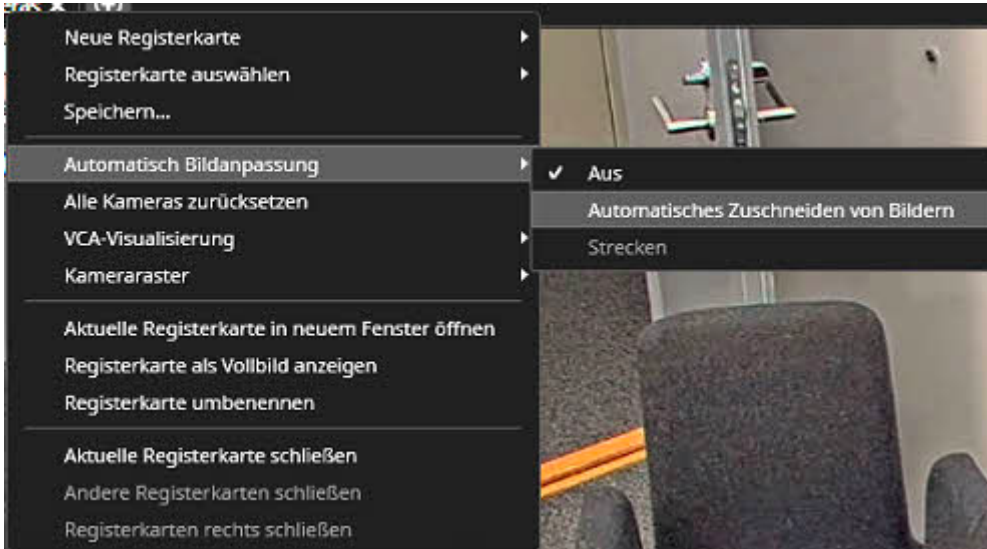 Neue Registerkarte
Registerkarte auswählen
Speichern...
Automatisch Bildanpassung
Aus
Automatisches Zuschneiden von Bildern
Strecken
Alle Kameras zurücksetzen
VCA-Visualisierung
Kameraraster
Aktuelle Registerkarte in neuem Fenster öffnen
Registerkarte als Vollbild anzeigen
Registerkarte umbenennen
Aktuelle Registerkarte schließen
Andere Registerkarten schließen
Registerkarten rechts schließen